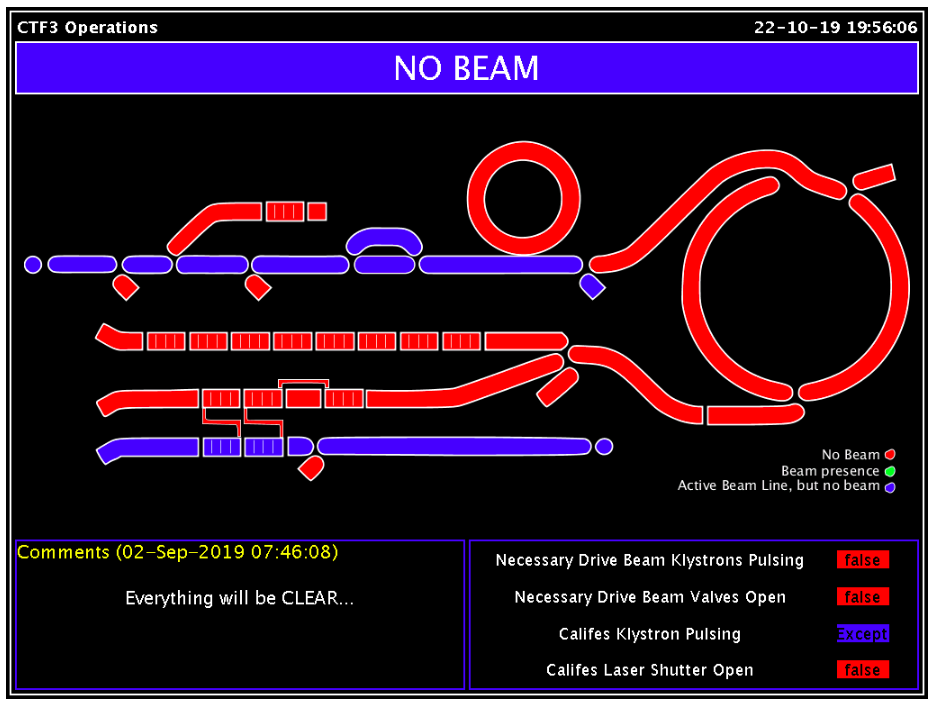 CTF3 Operations 22-10-19 19:56:06
NO BEAM
No Beam
Beam presence
Active Beam Line, but no beam
Comments (02-Sep-2019 07:46:08)
Everything will be CLEAR...
Necessary Drive Beam Klystrons Pulsing false
Necessary Drive Beam Valves Open false
Califes Klystron Pulsing Except
Califes Laser Shutter Open false